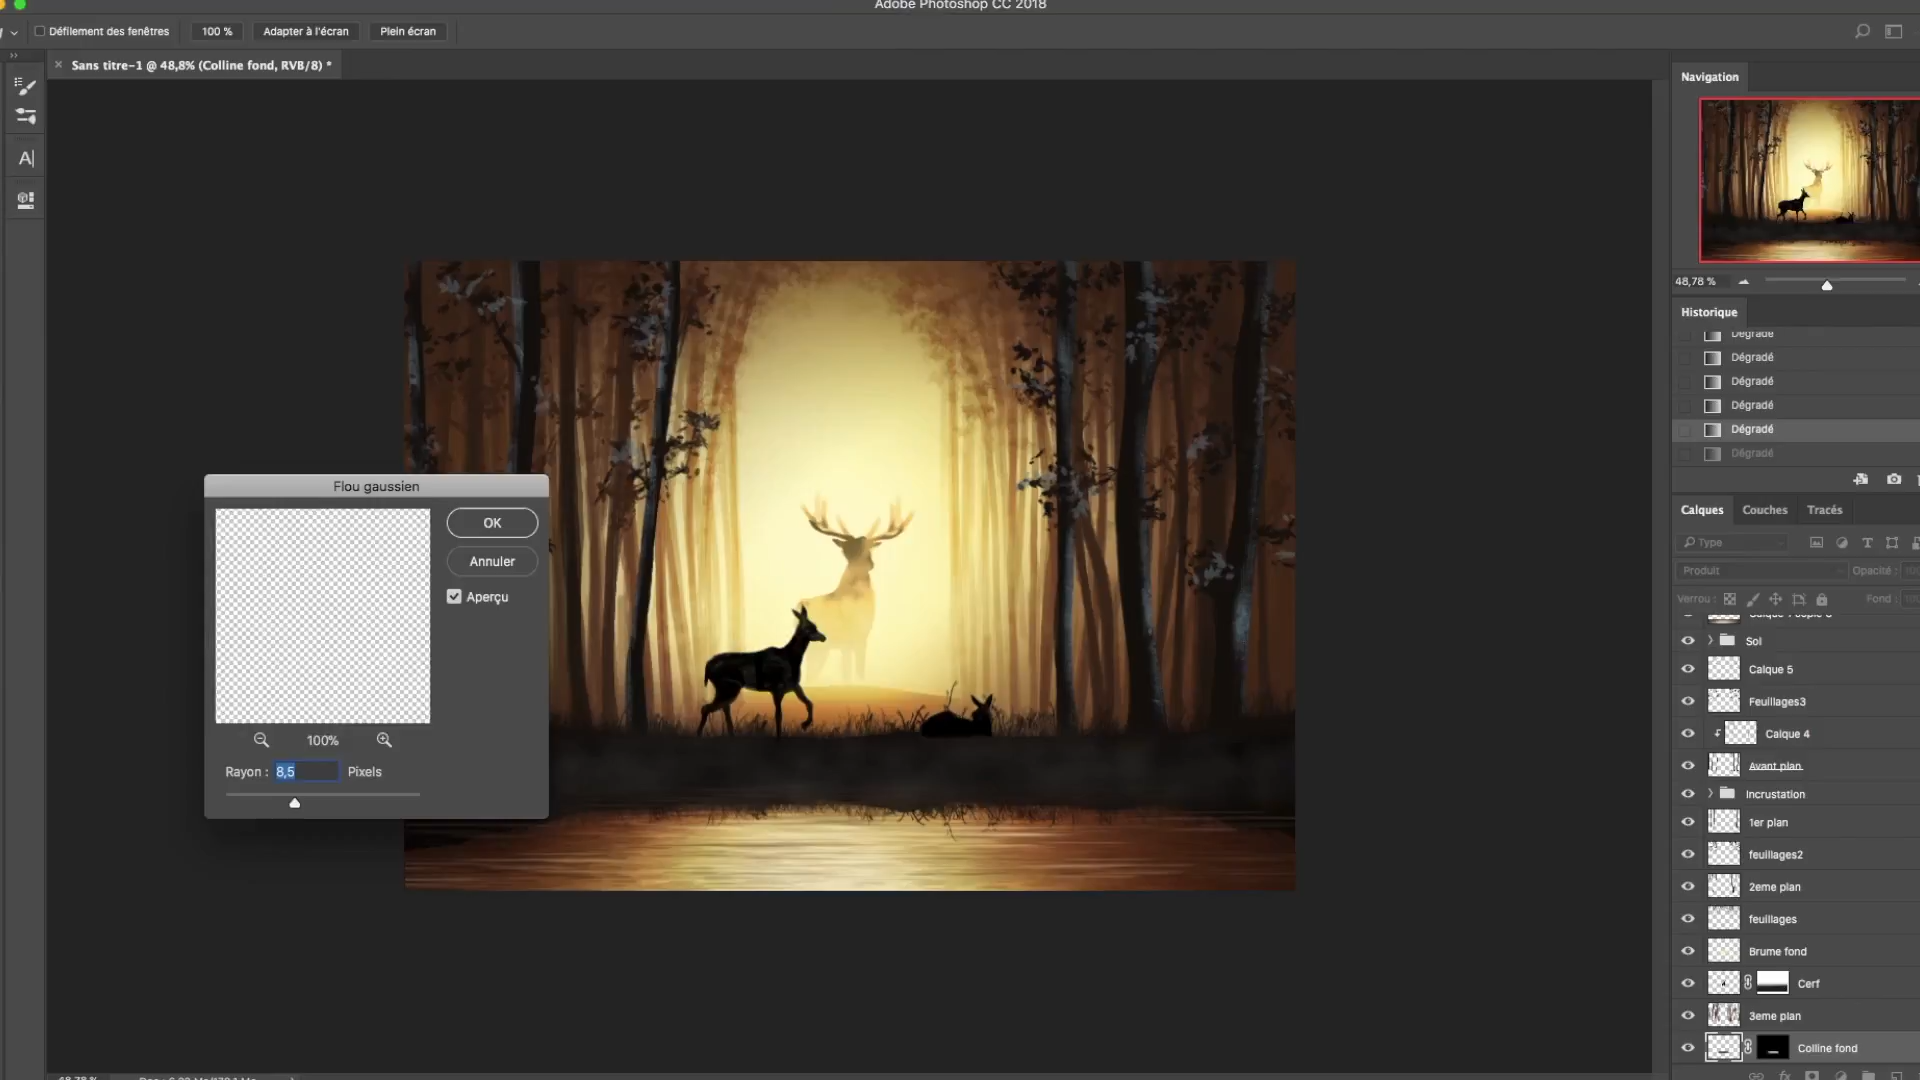 Adobe Photoshop CC 2018
Défilement des fenêtres
100 %
Adapter à l'écran
Plein écran
Sans titre-1 @ 48,8% (Colline fond, RVB/8) *
Navigation
48,78 %
Historique
Dégradé
Dégradé
Dégradé
Dégradé
Dégradé
Dégradé
Calques
Couches
Tracés
Type
Produit
Opacité :
Verrou :
Fond :
Sol
Calque 5
Feuillages3
Calque 4
Avant plan
Incrustation
1er plan
feuillages2
2eme plan
feuillages
Brume fond
Cerf
3eme plan
Colline fond
Flou gaussien
OK
Annuler
Aperçu
100%
Rayon : 8,5 Pixels